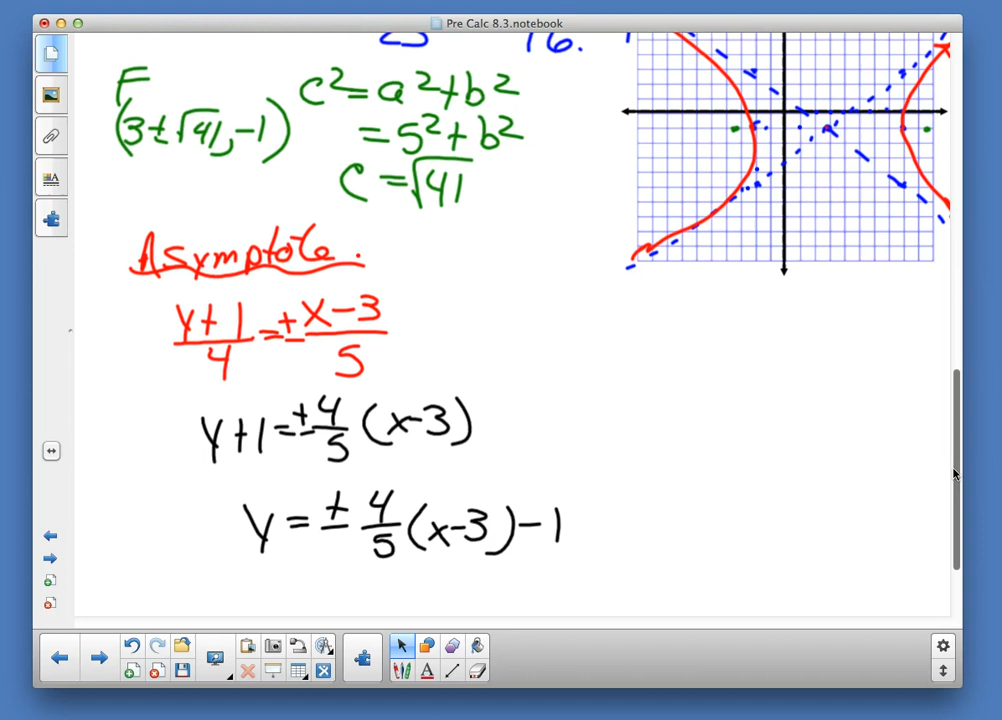 Pre Calc 8.3.notebook
25 16.
F
(3±√41, -1)
c² = a² + b²
= 5² + b²
c = √41
Asymptote.
y+1/4 = ± x-3/5
y+1 = ± 4/5 (x-3)
y = ± 4/5 (x-3) - 1